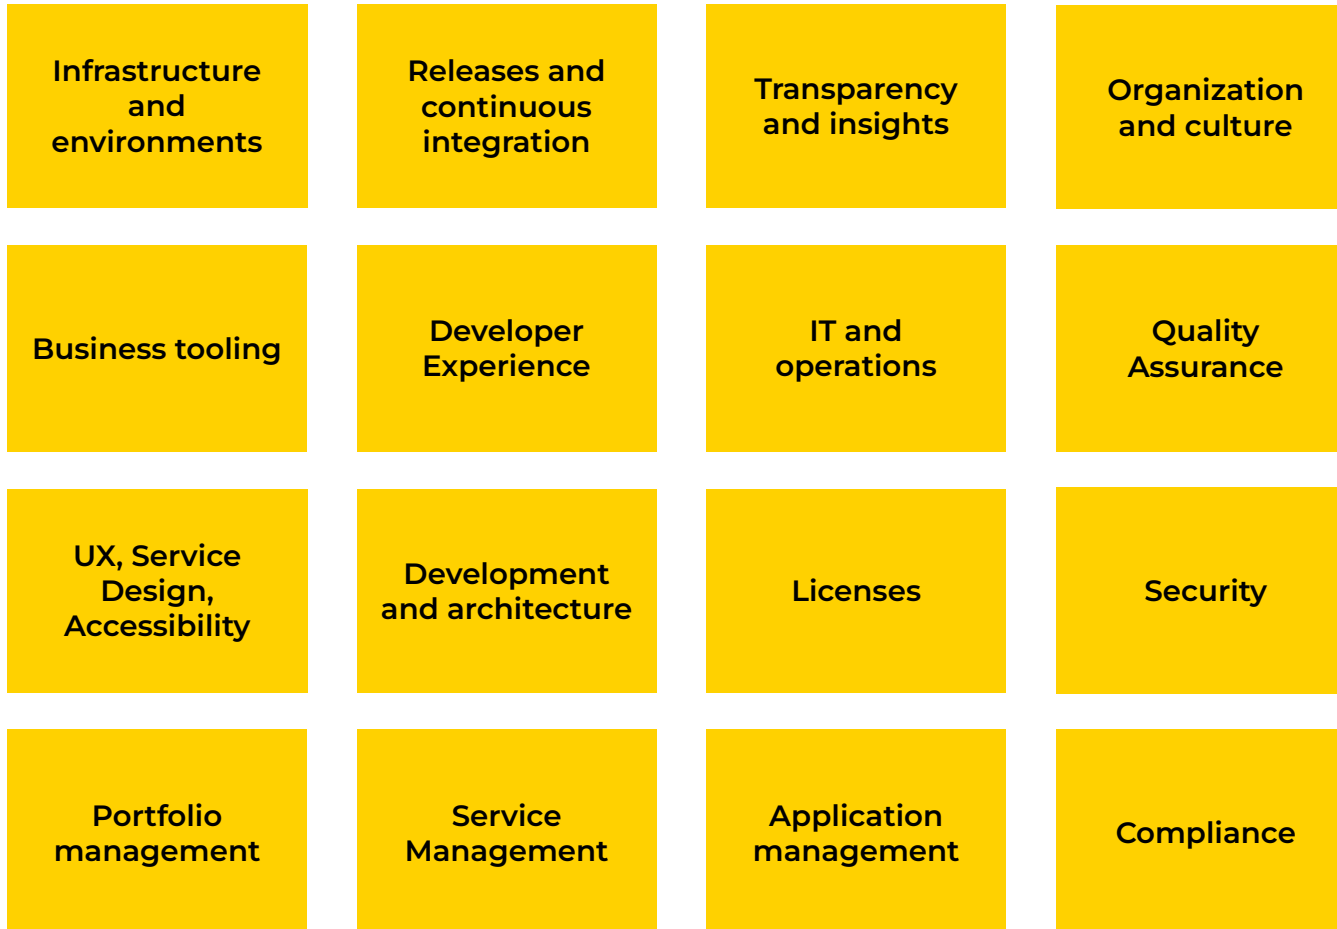 Infrastructure
and
environments
Releases and
continuous
integration
Transparency
and insights
Organization
and culture
Business tooling
Developer
Experience
IT and
operations
Quality
Assurance
UX, Service
Design,
Accessibility
Development
and architecture
Licenses
Security
Portfolio
management
Service
Management
Application
management
Compliance